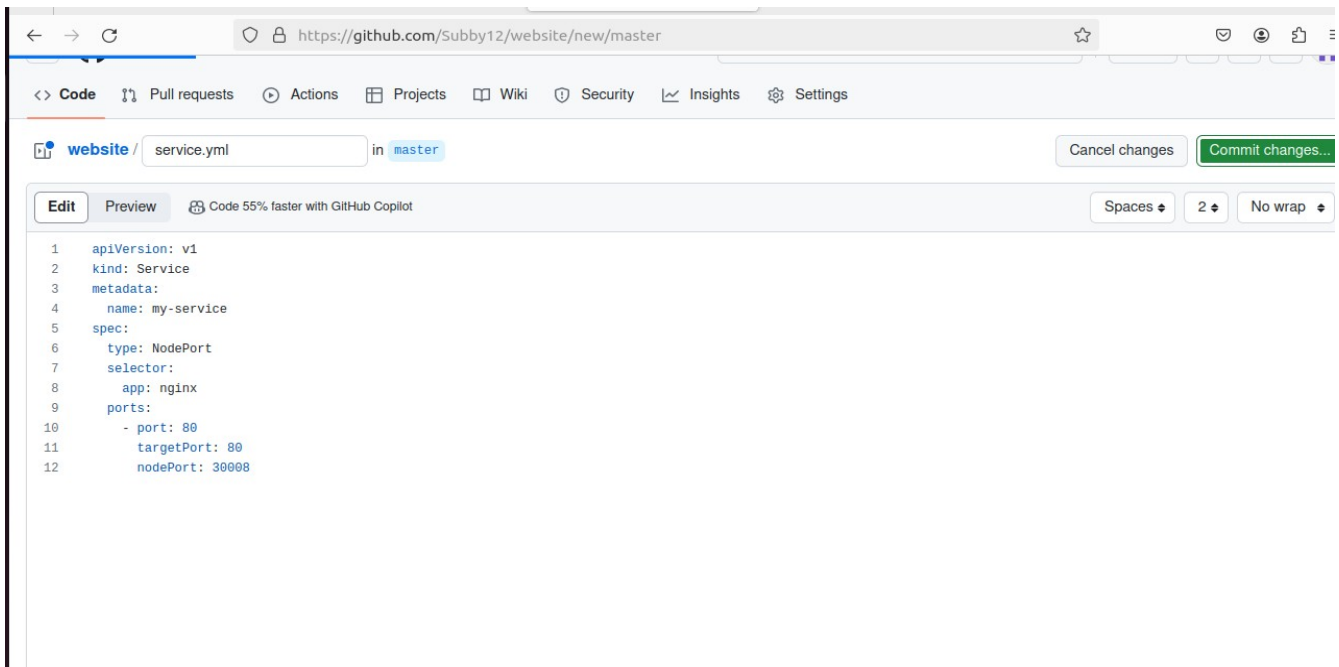 https://github.com/Subby12/website/new/master
<> Code Pull requests Actions Projects Wiki Security Insights Settings
website / service.yml in master Cancel changes Commit changes...
Edit Preview Code 55% faster with GitHub Copilot Spaces 2 No wrap
1 apiVersion: v1
2 kind: Service
3 metadata:
4   name: my-service
5 spec:
6   type: NodePort
7   selector:
8     app: nginx
9   ports:
10     - port: 80
11       targetPort: 80
12       nodePort: 30008